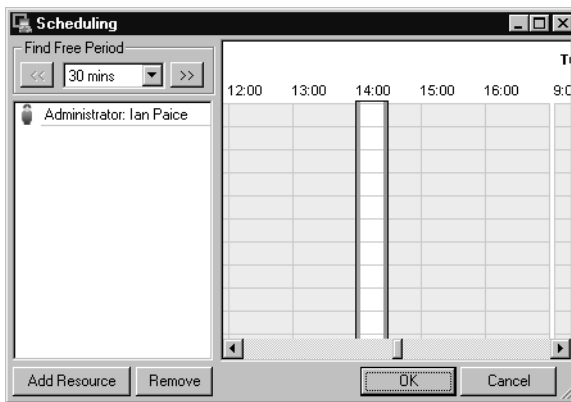 Scheduling
Find Free Period
<< 30 mins >>
12:00 13:00 14:00 15:00 16:00
Administrator: Ian Paice
Add Resource Remove OK Cancel